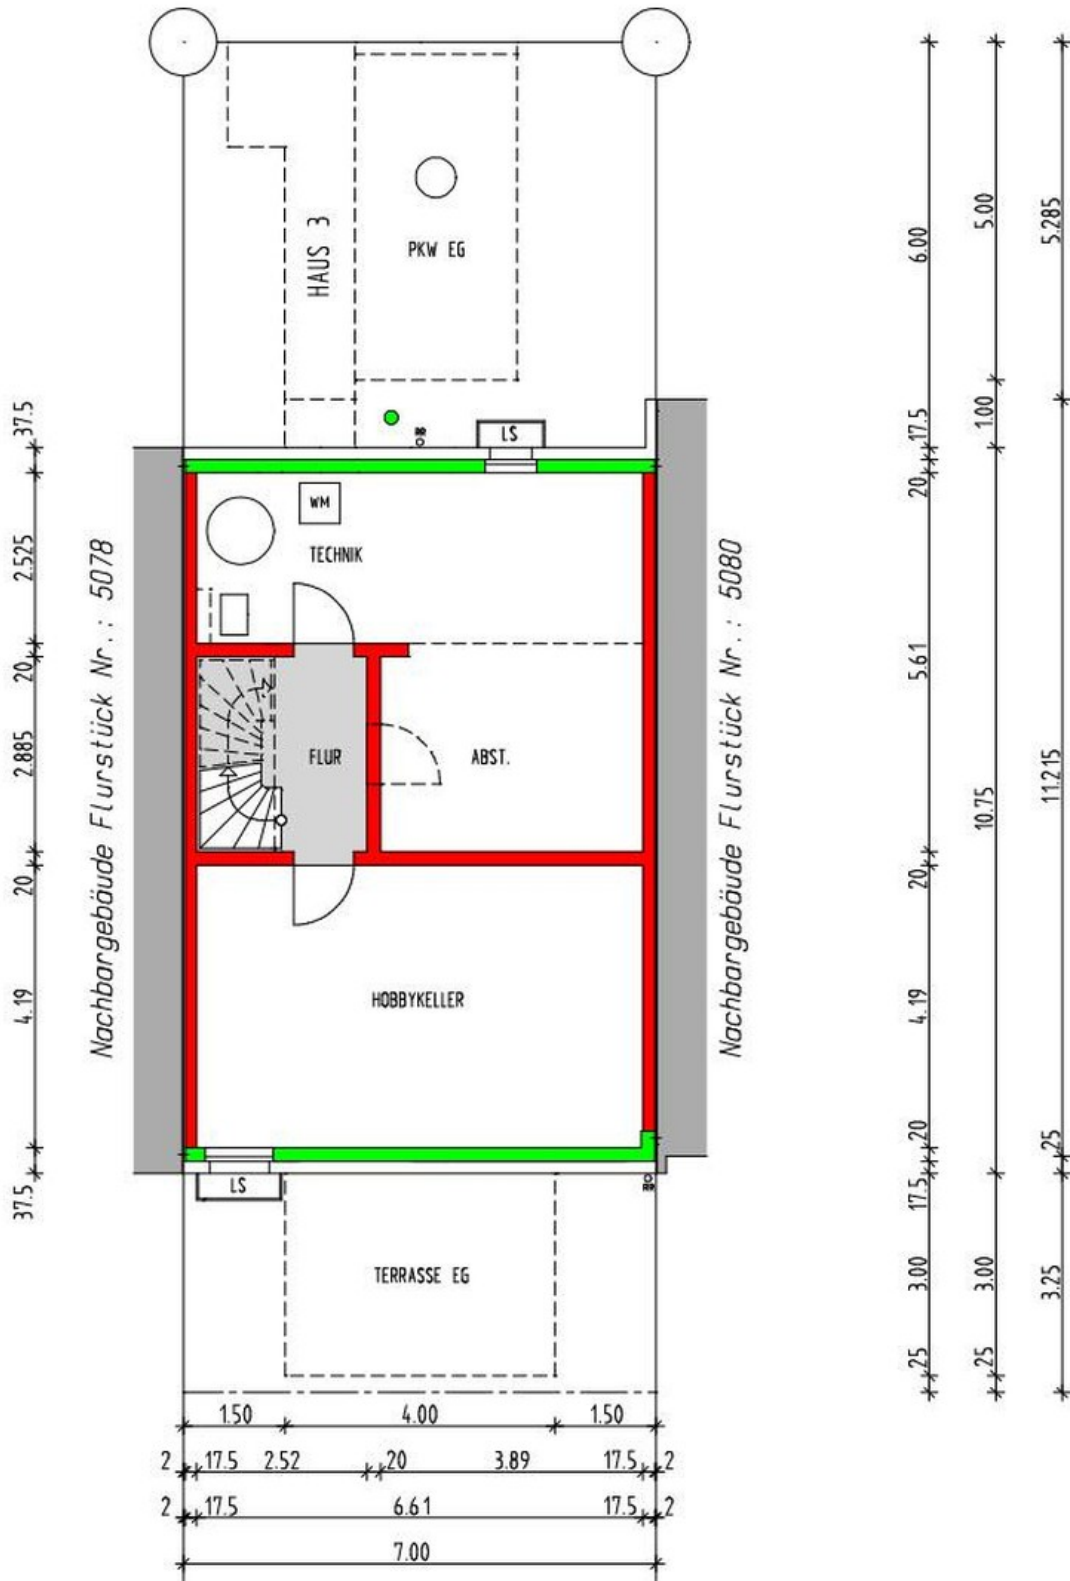 HAUS 3
PKW EG
LS
WM
TECHNIK
FLUR
ABST.
HOBBYKELLER
LS
TERRASSE EG
Nachbargebäude Flurstück Nr.: 5078
Nachbargebäude Flurstück Nr.: 5080
37.5
2.525
20
2.885
20
4.19
37.5
6.00
17.5
20
5.61
20
4.19
20
17.5
3.00
25
5.00
1.00
10.75
3.00
25
5.285
11.215
25
3.25
1.50 4.00 1.50
2 17.5 2.52 20 3.89 17.5 2
2 17.5 6.61 17.5 2
7.00